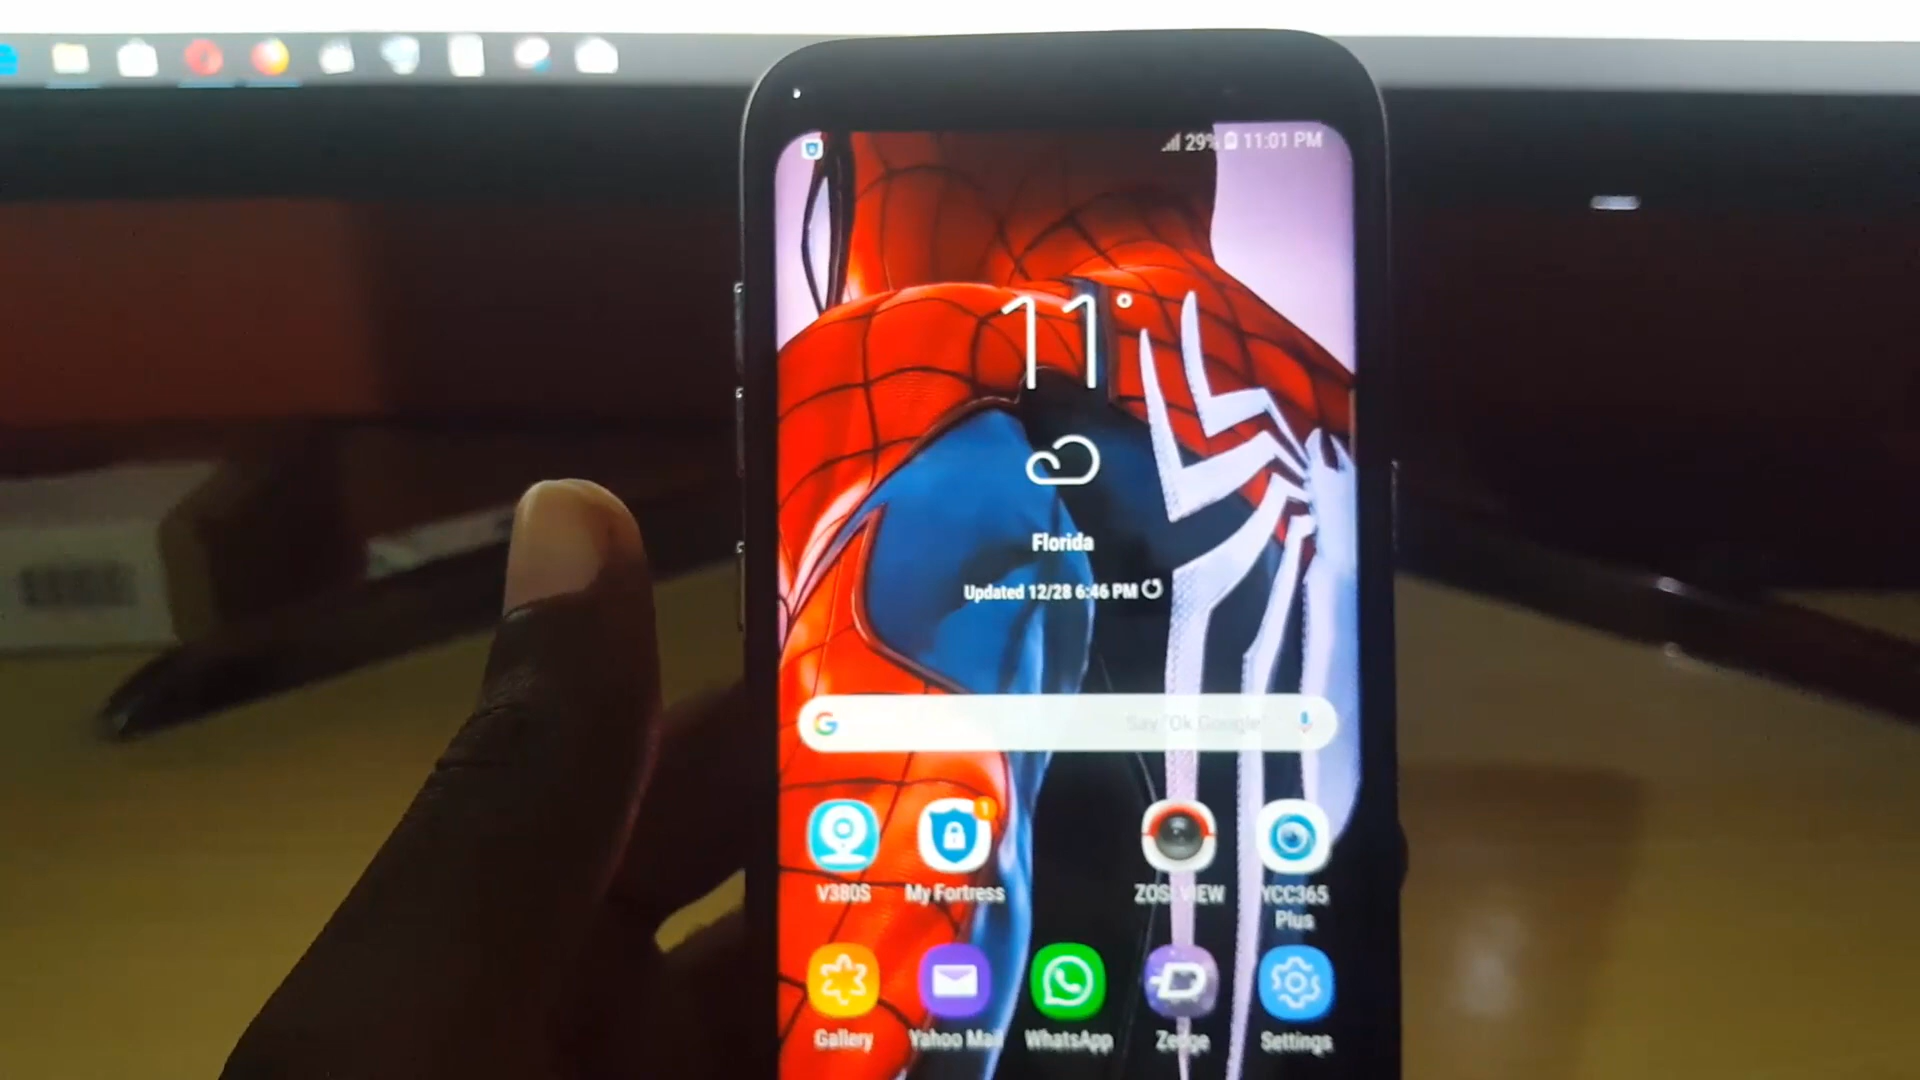 29% 11:01 PM
11°
Florida
Updated 12/28 6:46 PM
Say "Ok Google"
V380S My Fortress 1 ZOSI VIEW YCC365 Plus
Gallery Yahoo Mail WhatsApp Zedge Settings